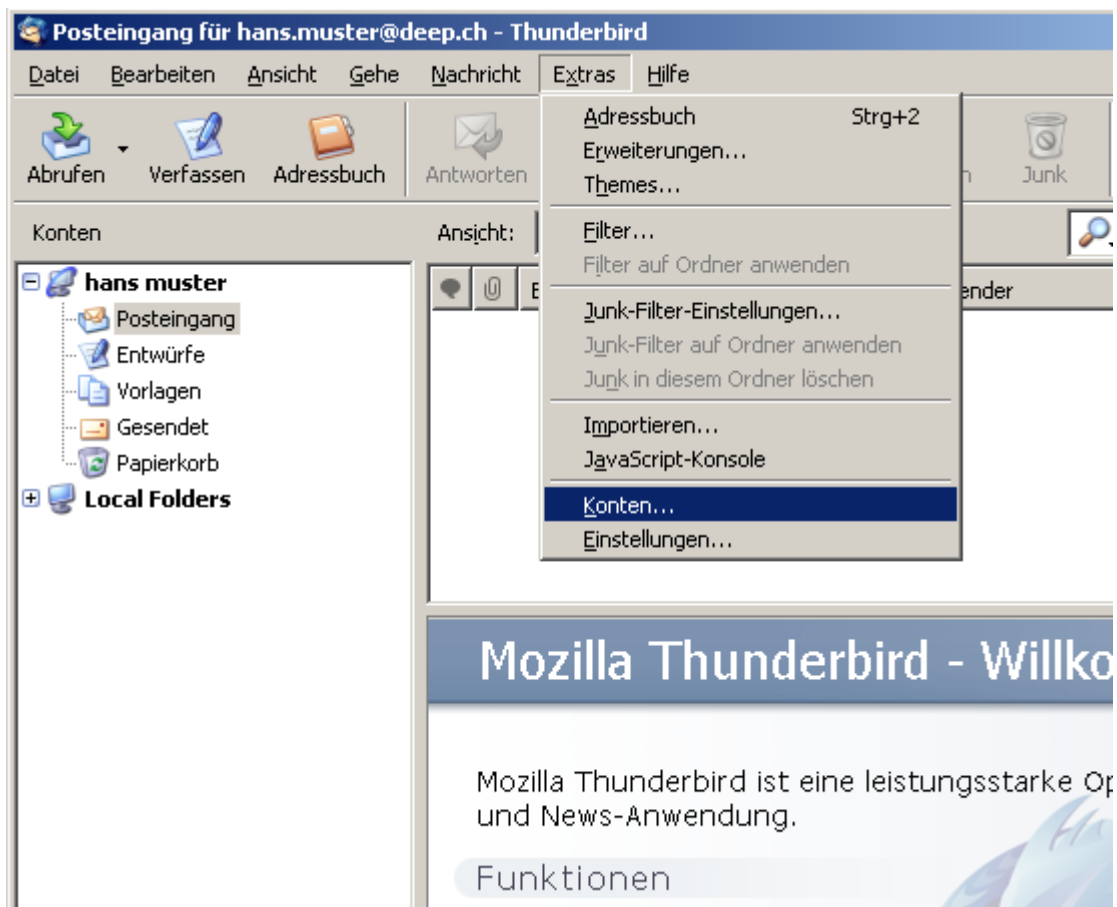 Posteingang für hans.muster@deep.ch - Thunderbird
Datei Bearbeiten Ansicht Gehe Nachricht Extras Hilfe
Abrufen Verfassen Adressbuch Antworten Junk
Adressbuch Strg+2
Erweiterungen...
Themes...
Filter...
Filter auf Ordner anwenden
Junk-Filter-Einstellungen...
Junk-Filter auf Ordner anwenden
Junk in diesem Ordner löschen
Importieren...
JavaScript-Konsole
Konten...
Einstellungen...
Konten
Ansicht:
ender
hans muster
Posteingang
Entwürfe
Vorlagen
Gesendet
Papierkorb
Local Folders
Mozilla Thunderbird - Willko
Mozilla Thunderbird ist eine leistungsstarke Op
und News-Anwendung.
Funktionen